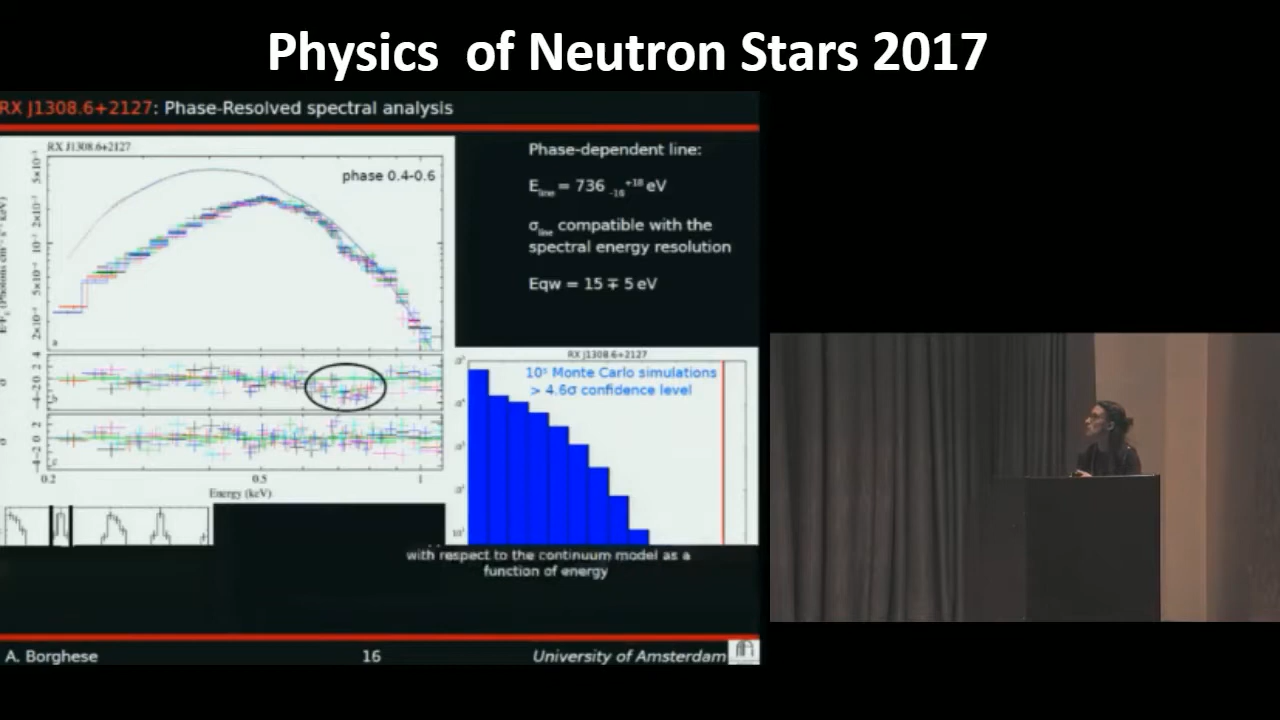 Physics of Neutron Stars 2017
RX J1308.6+2127: Phase-Resolved spectral analysis
RX J1308.6+2127
phase 0.4-0.6
a
b
c
0.2
0.5
1
Energy (keV)
Phase-dependent line:
E_line = 736 -16 +18 eV
σ_line compatible with the
spectral energy resolution
Eqw = 15 ∓ 5 eV
RX J1308.6+2127
10⁵ Monte Carlo simulations
> 4.6σ confidence level
with respect to the continuum model as a
function of energy
A. Borghese
16
University of Amsterdam